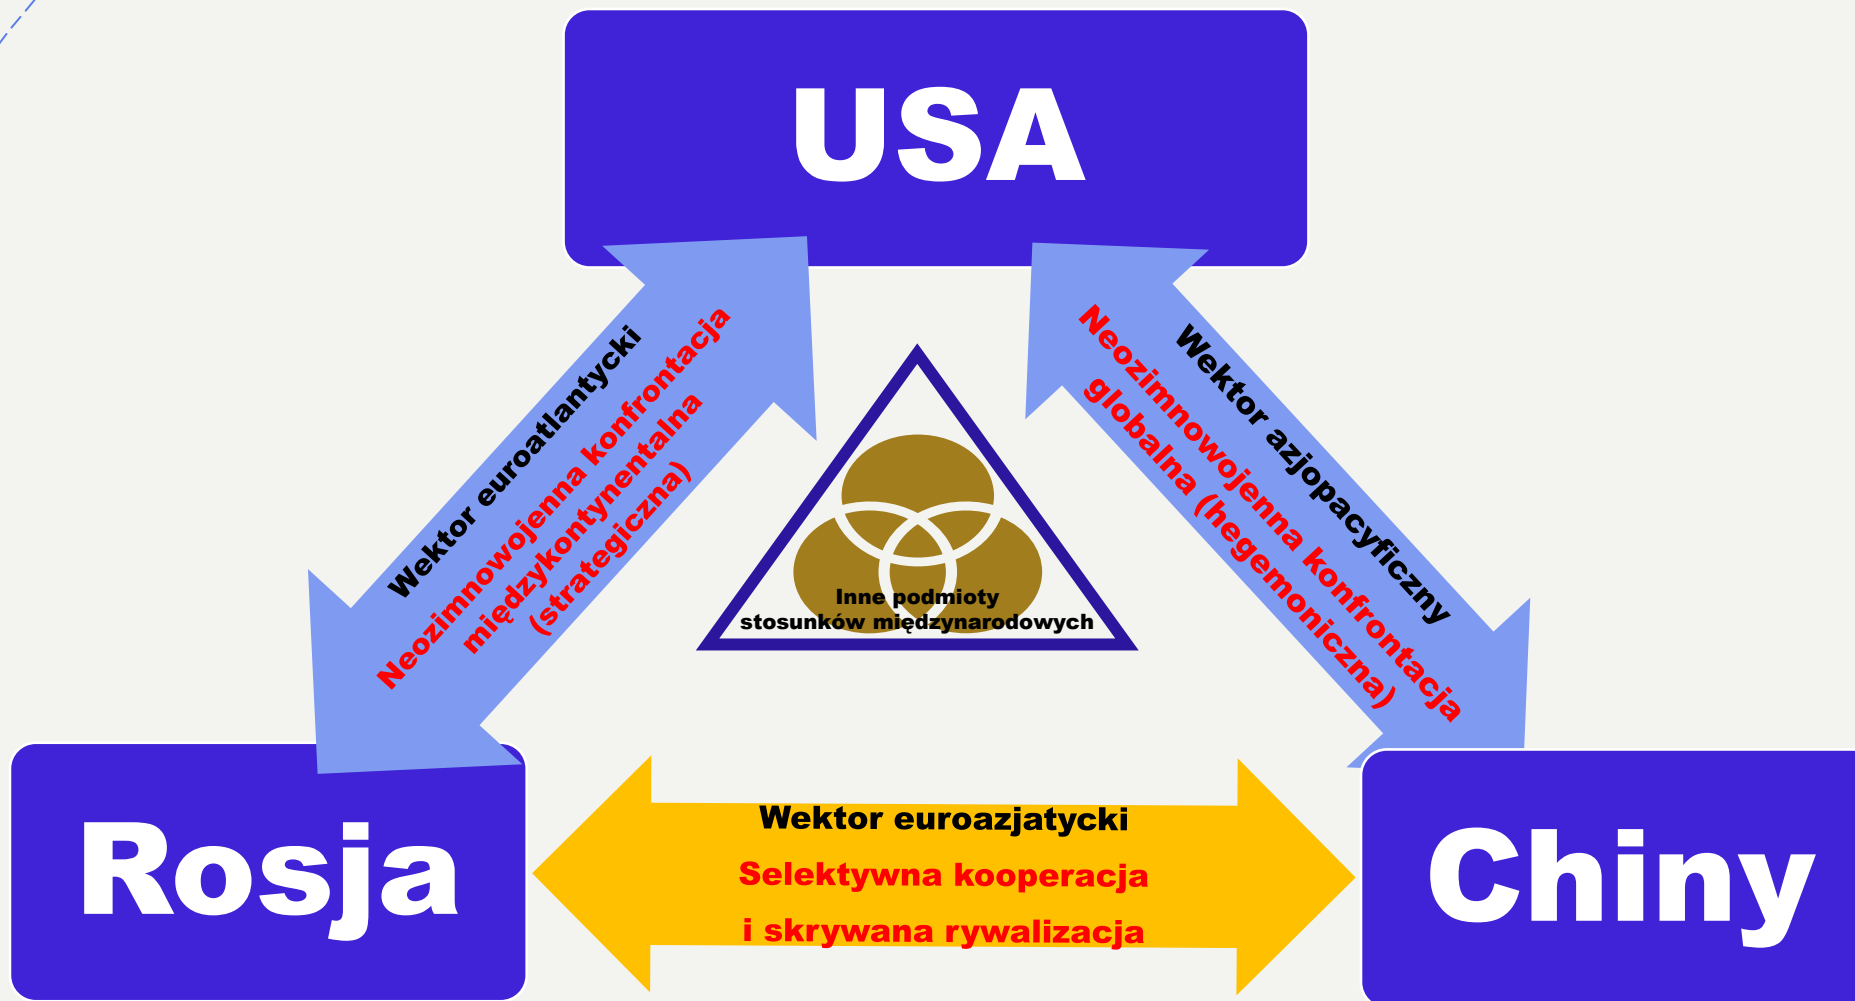 USA
Wektor euroatlantycki
Neozimnowojenna konfrontacja
międzykontynentalna
(strategiczna)
Wektor azjopacyficzny
Neozimnowojenna konfrontacja
globalna (hegemoniczna)
Inne podmioty
stosunków międzynarodowych
Rosja
Wektor euroazjatycki
Selektywna kooperacja
i skrywana rywalizacja
Chiny